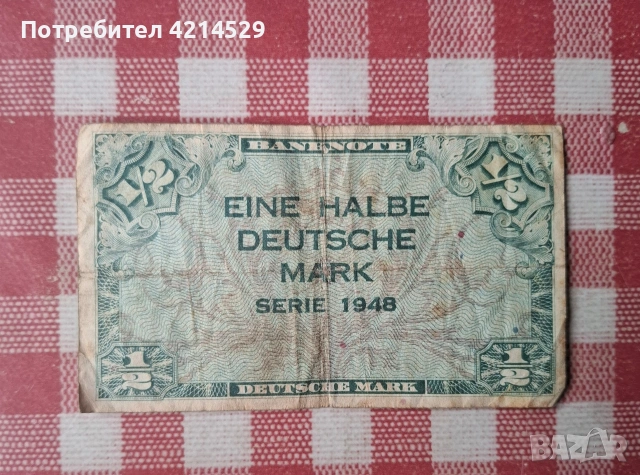 Потребител 4214529
BANKNOTE
1/2 1/2
EINE HALBE
DEUTSCHE
MARK
SERIE 1948
1/2 1/2
DEUTSCHE MARK
BAZAR